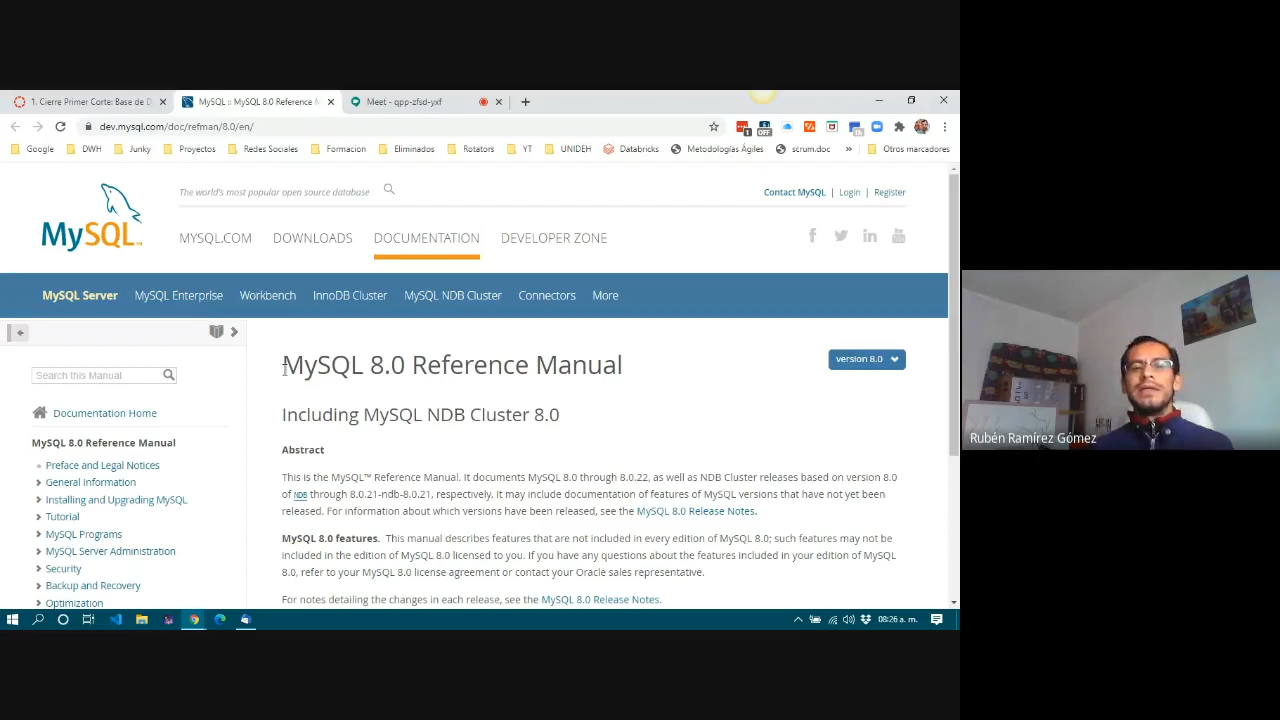 1. Cierre Primer Corte: Base de D
MySQL :: MySQL 8.0 Reference M
Meet - qpp-zfsd-yxf
dev.mysql.com/doc/refman/8.0/en/
1
OFF
1h
Google DWH Junky Proyectos Redes Sociales Formacion Eliminados Rotators YT UNIDEH Databricks Metodologías Ágiles scrum.doc » Otros marcadores
MySQL
The world's most popular open source database
Contact MySQL | Login | Register
MYSQL.COM DOWNLOADS DOCUMENTATION DEVELOPER ZONE
MySQL Server MySQL Enterprise Workbench InnoDB Cluster MySQL NDB Cluster Connectors More
Search this Manual
Documentation Home
MySQL 8.0 Reference Manual
Preface and Legal Notices
General Information
Installing and Upgrading MySQL
Tutorial
MySQL Programs
MySQL Server Administration
Security
Backup and Recovery
Optimization
MySQL 8.0 Reference Manual
version 8.0
Including MySQL NDB Cluster 8.0
Abstract
This is the MySQL™ Reference Manual. It documents MySQL 8.0 through 8.0.22, as well as NDB Cluster releases based on version 8.0
of NDB through 8.0.21-ndb-8.0.21, respectively. It may include documentation of features of MySQL versions that have not yet been
released. For information about which versions have been released, see the MySQL 8.0 Release Notes.
MySQL 8.0 features. This manual describes features that are not included in every edition of MySQL 8.0; such features may not be
included in the edition of MySQL 8.0 licensed to you. If you have any questions about the features included in your edition of MySQL
8.0, refer to your MySQL 8.0 license agreement or contact your Oracle sales representative.
For notes detailing the changes in each release, see the MySQL 8.0 Release Notes.
08:26 a. m.
Rubén Ramírez Gómez